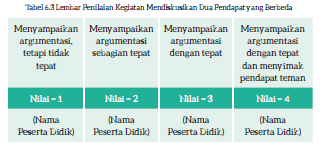 Tabel 6.3 Lembar Penilaian Kegiatan Mendiskusikan Dua Pendapat yang Berbeda
Menyampaikan argumentasi, tetapi tidak tepat
Menyampaikan argumentasi sebagian tepat
Menyampaikan argumentasi dengan tepat
Menyampaikan argumentasi dengan tepat dan menyimak pendapat teman
Nilai = 1
Nilai = 2
Nilai = 3
Nilai = 4
(Nama Peserta Didik)
(Nama Peserta Didik)
(Nama Peserta Didik)
(Nama Peserta Didik)